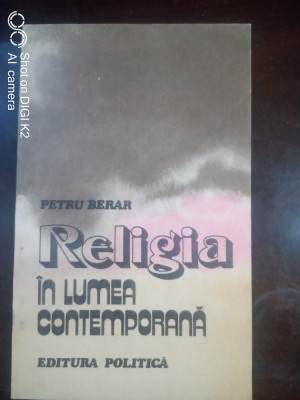 PETRU BERAR
Religia
ÎN LUMEA
CONTEMPORANĂ
EDITURA POLITICĂ
Shot on DIGI K2
AI camera